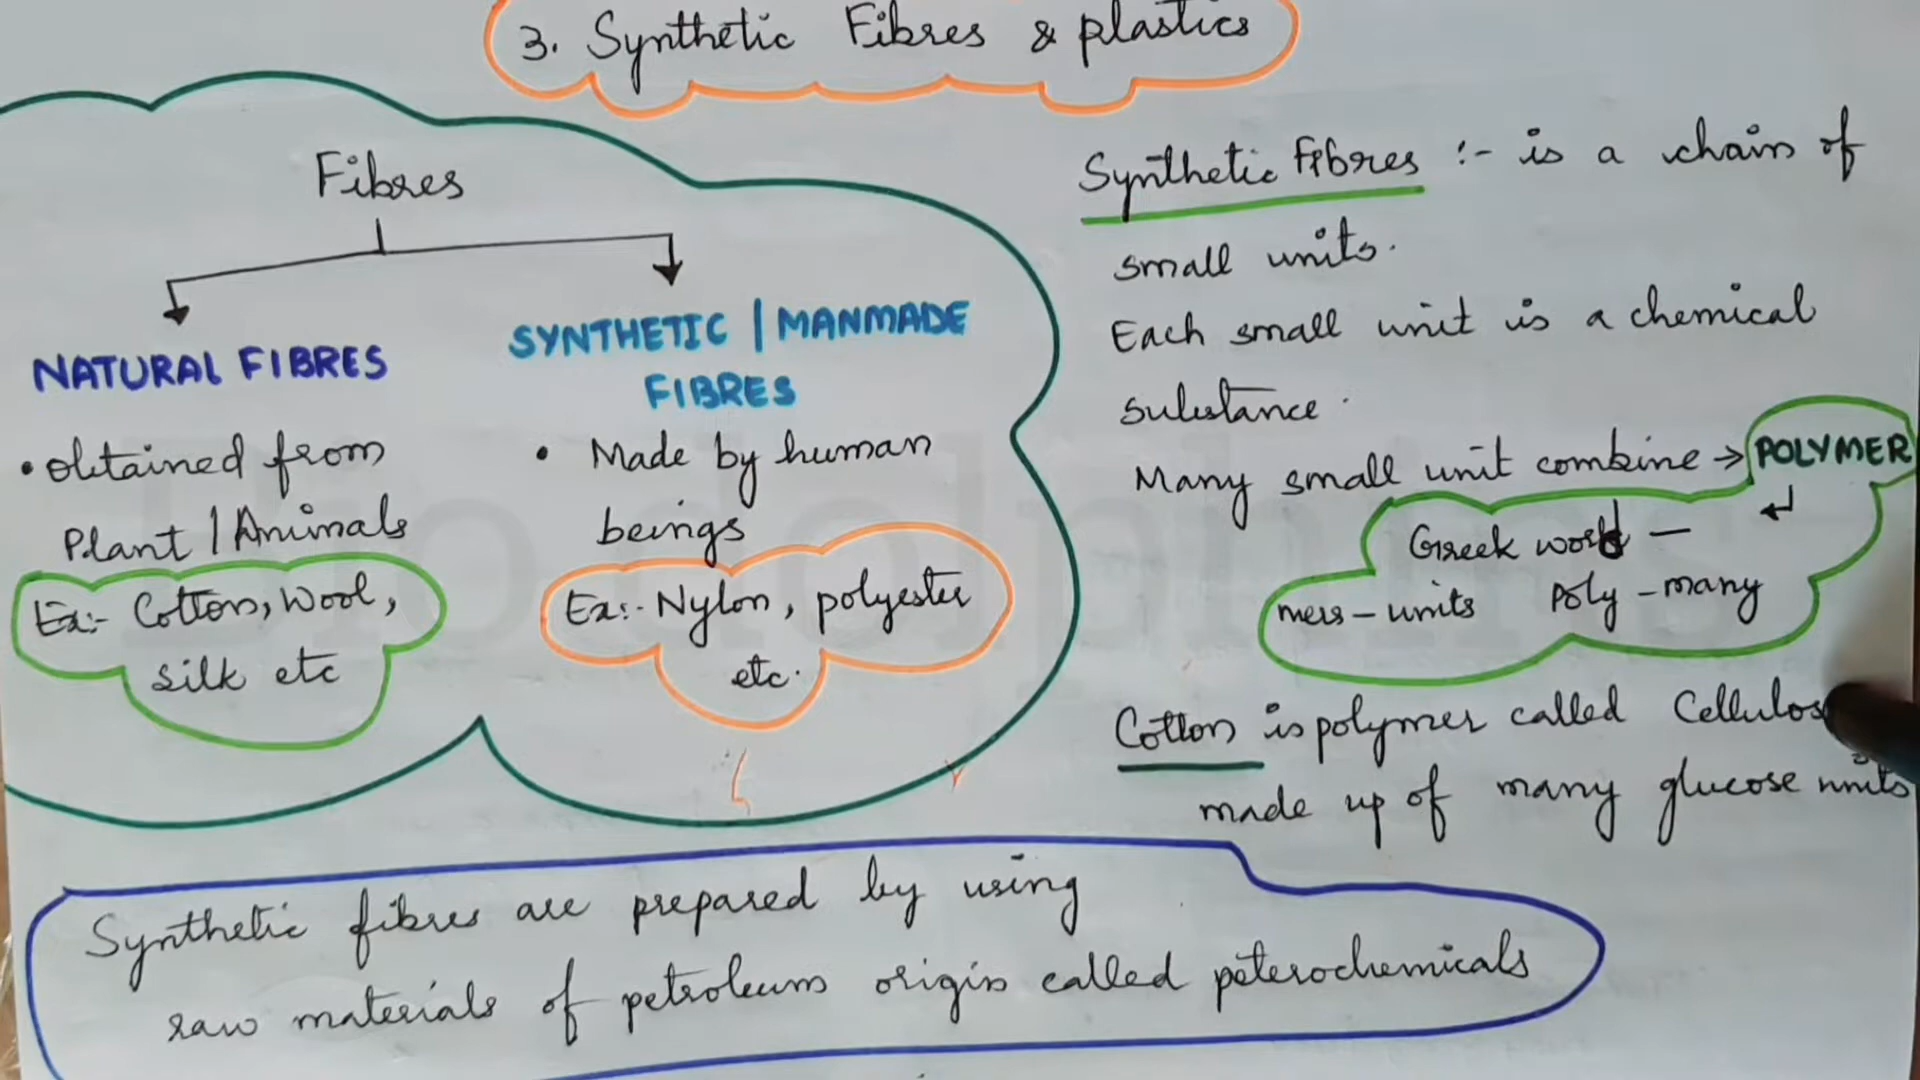 3. Synthetic Fibres & plastics
Fibres
NATURAL FIBRES
• obtained from
Plant / Animals
Ex:- Cotton, Wool,
silk etc
SYNTHETIC | MANMADE
FIBRES
• Made by human
beings
Ex:- Nylon, polyester
etc.
Synthetic Fibres :- is a chain of
small units.
Each small unit is a chemical
substance.
Many small unit combine → POLYMER
Greek word —
mers - units Poly - many
Cotton is polymer called Cellulos
made up of many glucose units
Synthetic fibres are prepared by using
raw materials of petroleum origin called peterochemicals
Biodolphins